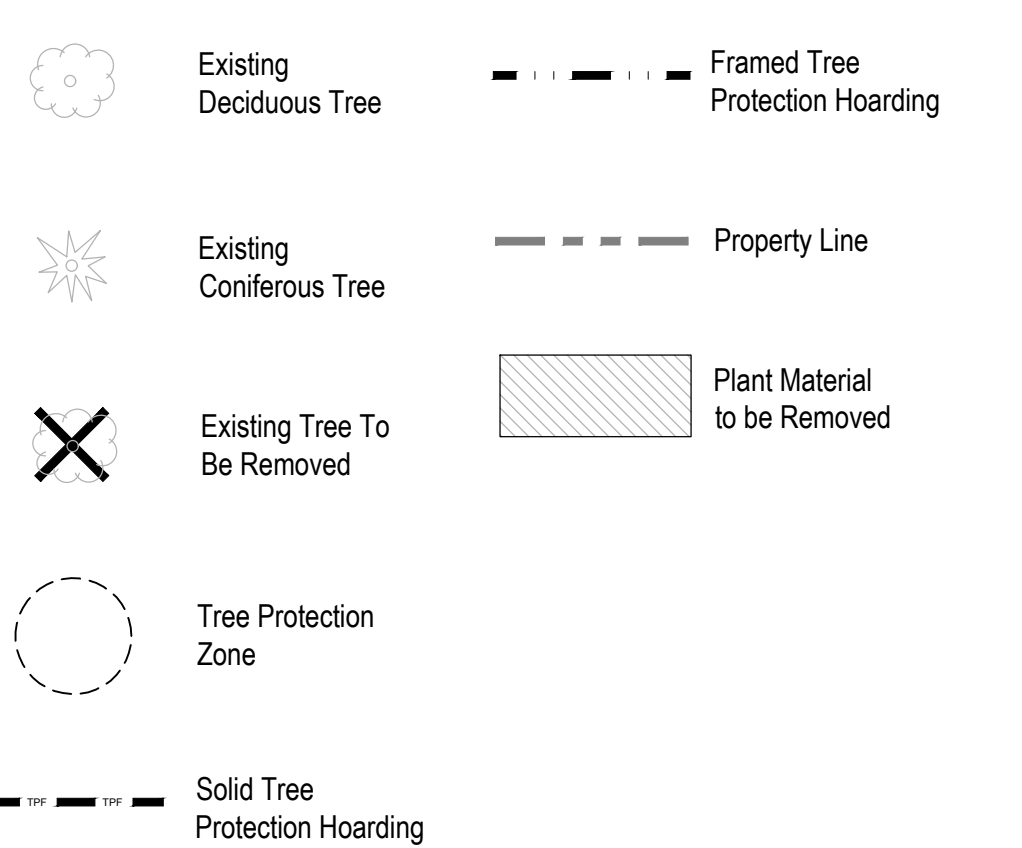 Existing
Deciduous Tree
Existing
Coniferous Tree
Existing Tree To
Be Removed
Tree Protection
Zone
TPF TPF
Solid Tree
Protection Hoarding
Framed Tree
Protection Hoarding
Property Line
Plant Material
to be Removed